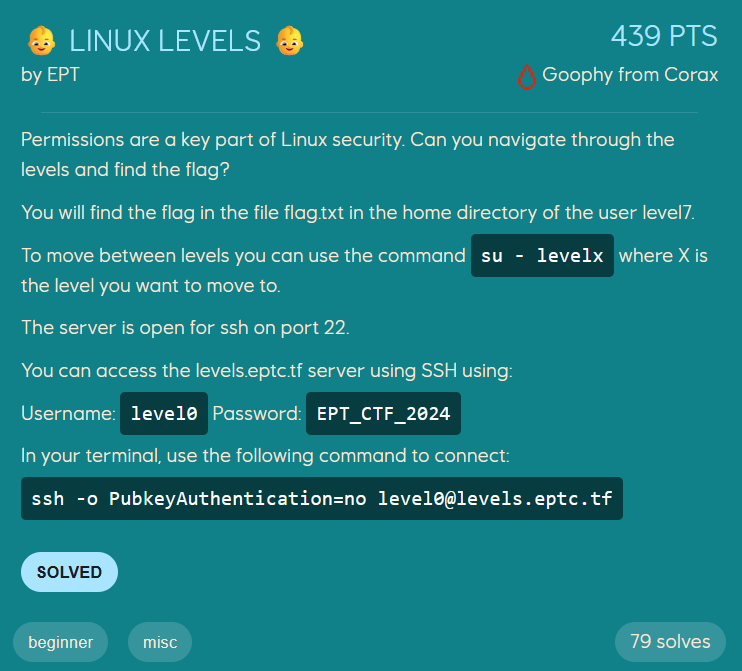 LINUX LEVELS
439 PTS
by EPT
Goophy from Corax
Permissions are a key part of Linux security. Can you navigate through the
levels and find the flag?
You will find the flag in the file flag.txt in the home directory of the user level7.
To move between levels you can use the command su - levelx where X is
the level you want to move to.
The server is open for ssh on port 22.
You can access the levels.eptc.tf server using SSH using:
Username: level0 Password: EPT_CTF_2024
In your terminal, use the following command to connect:
ssh -o PubkeyAuthentication=no level0@levels.eptc.tf
SOLVED
beginner misc 79 solves